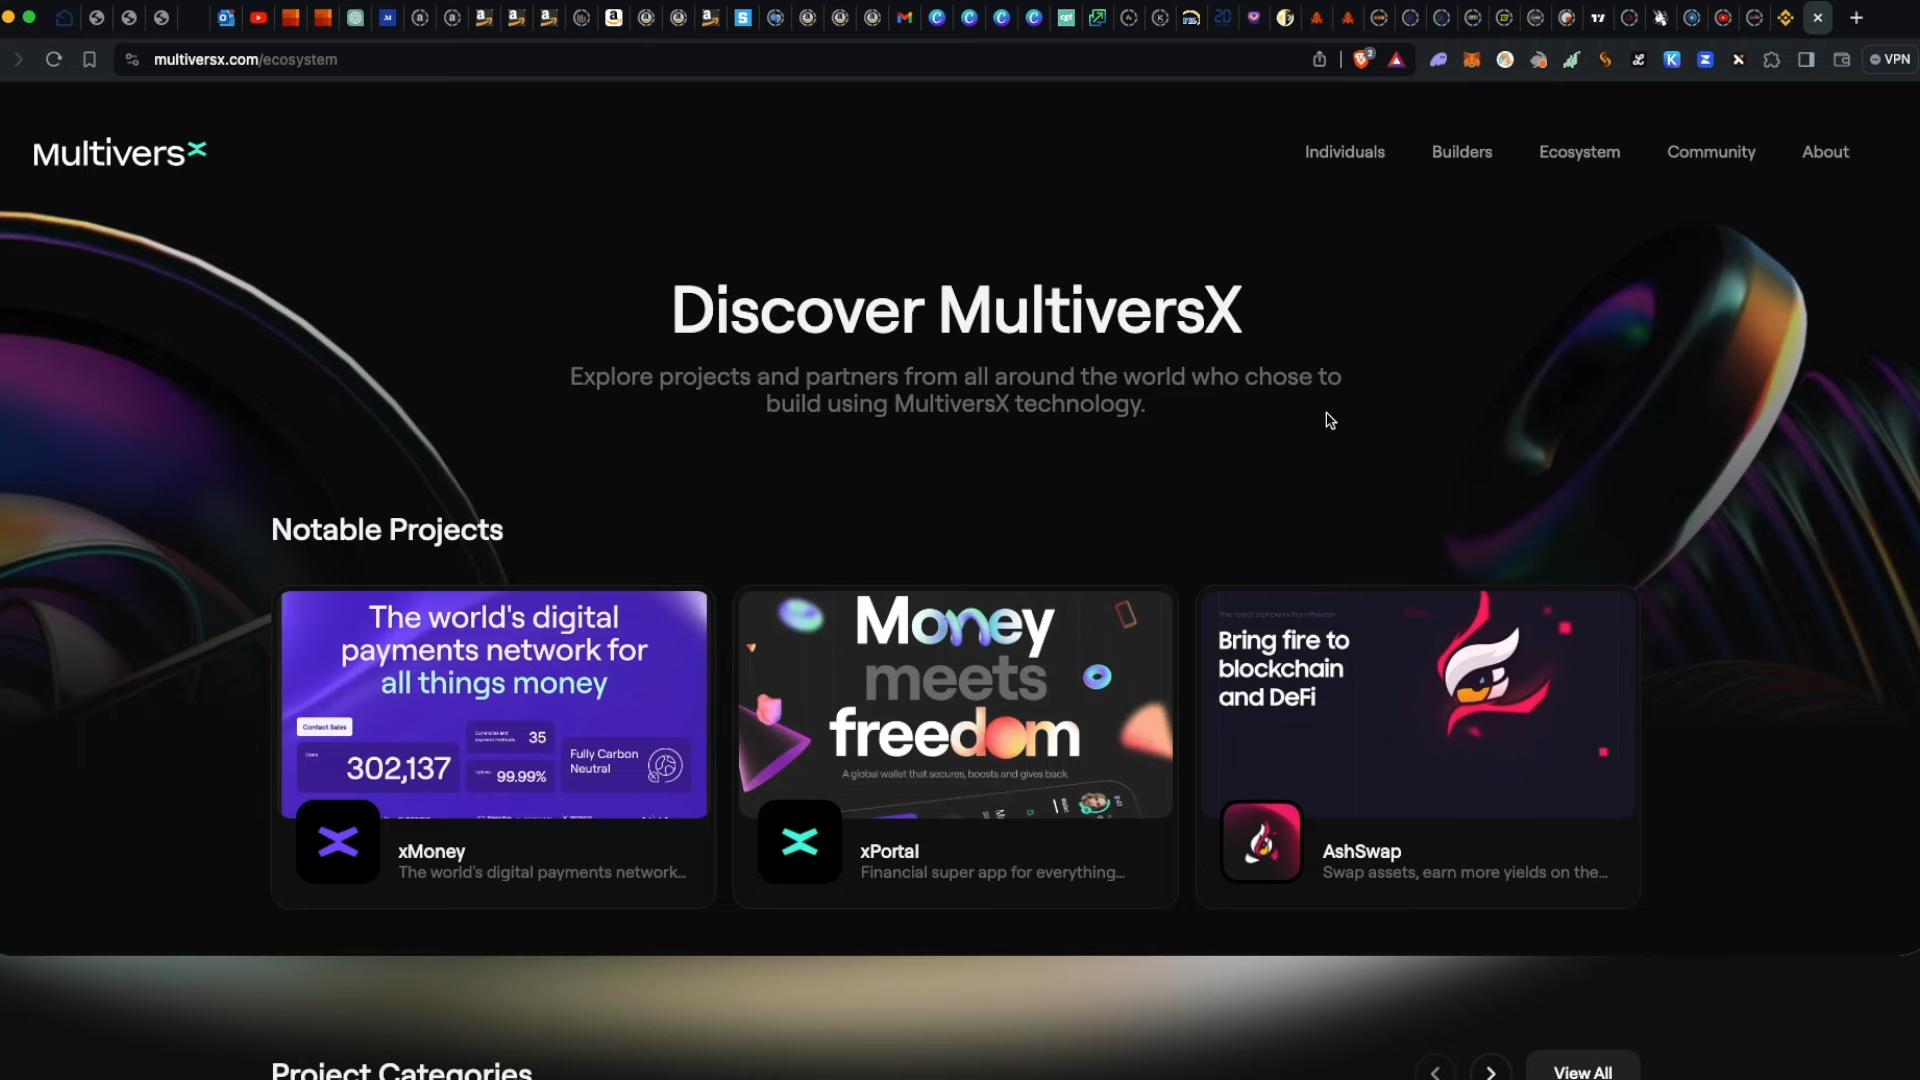 multiversx.com/ecosystem
2
VPN
Multivers
Individuals
Builders
Ecosystem
Community
About
Discover MultiversX
Explore projects and partners from all around the world who chose to
build using MultiversX technology.
Notable Projects
The world's digital
payments network for
all things money
Contact Sales
302,137
35
99.99%
Fully Carbon
Neutral
xMoney
The world's digital payments network...
Money
meets
freedom
A global wallet that secures, boosts and gives back.
xPortal
Financial super app for everything...
Bring fire to
blockchain
and DeFi
AshSwap
Swap assets, earn more yields on the...
Project Categories
View All